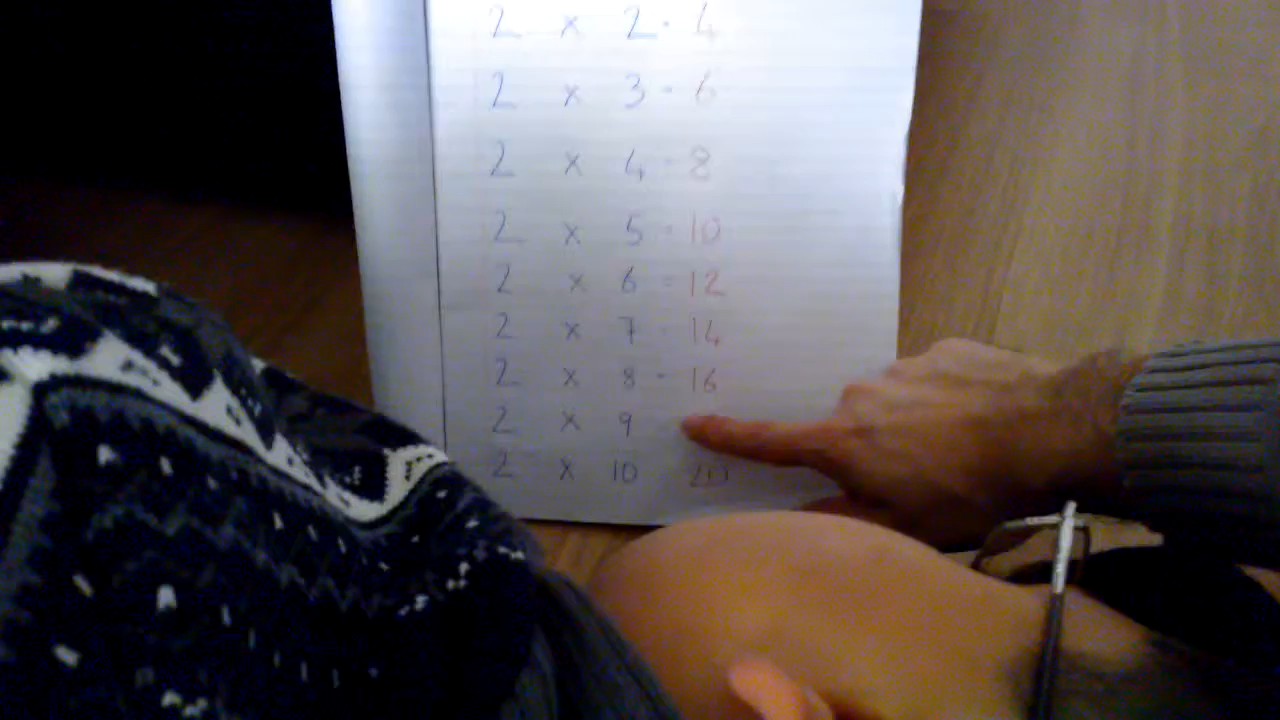 2 x 2 = 4
2 x 3 = 6
2 x 4 = 8
2 x 5 = 10
2 x 6 = 12
2 x 7 = 14
2 x 8 = 16
2 x 9
2 x 10 20